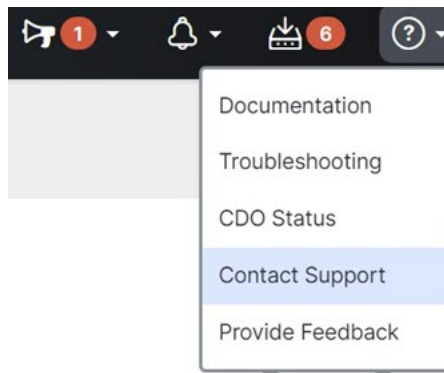 1
6
?
Documentation
Troubleshooting
CDO Status
Contact Support
Provide Feedback